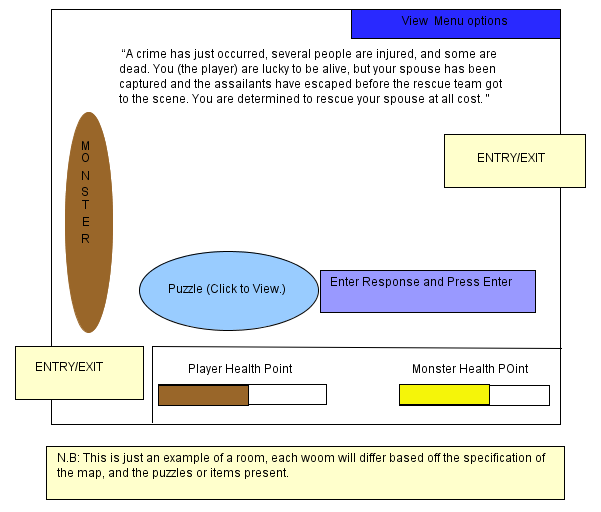 View Menu options
“A crime has just occurred, several people are injured, and some are
dead. You (the player) are lucky to be alive, but your spouse has been
captured and the assailants have escaped before the rescue team got
to the scene. You are determined to rescue your spouse at all cost. ”
MONSTER
ENTRY/EXIT
Puzzle (Click to View.)
Enter Response and Press Enter
ENTRY/EXIT
Player Health Point
Monster Health POint
N.B: This is just an example of a room, each woom will differ based off the specification of
the map, and the puzzles or items present.